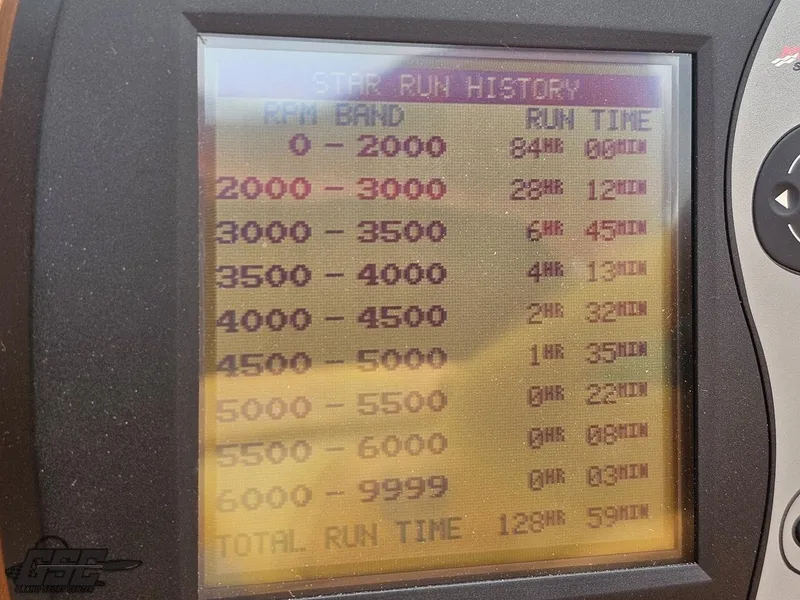 STAR RUN HISTORY
RPM BAND RUN TIME
0 - 2000 84HR 00MIN
2000 - 3000 28HR 12MIN
3000 - 3500 6HR 45MIN
3500 - 4000 4HR 13MIN
4000 - 4500 2HR 32MIN
4500 - 5000 1HR 35MIN
5000 - 5500 0HR 22MIN
5500 - 6000 0HR 08MIN
6000 - 9999 0HR 03MIN
TOTAL RUN TIME 128HR 59MIN
GSC